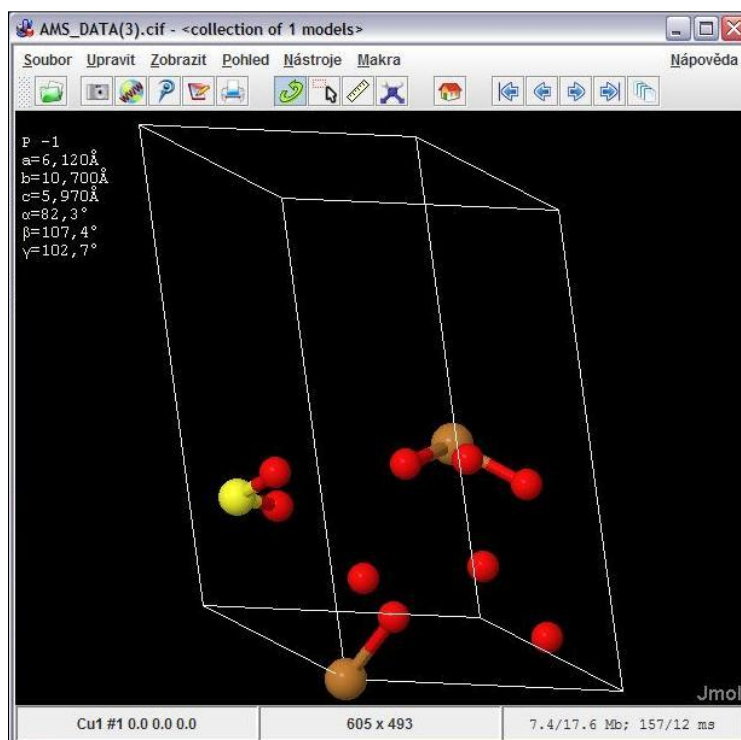 AMS_DATA(3).cif - <collection of 1 models>
Soubor Upravit Zobrazit Pohled Nástroje Makra Nápověda
P -1
a=6,120Å
b=10,700Å
c=5,970Å
α=82,3°
β=107,4°
γ=102,7°
Jmol
Cu1 #1 0.0 0.0 0.0 605 x 493 7.4/17.6 Mb; 157/12 ms